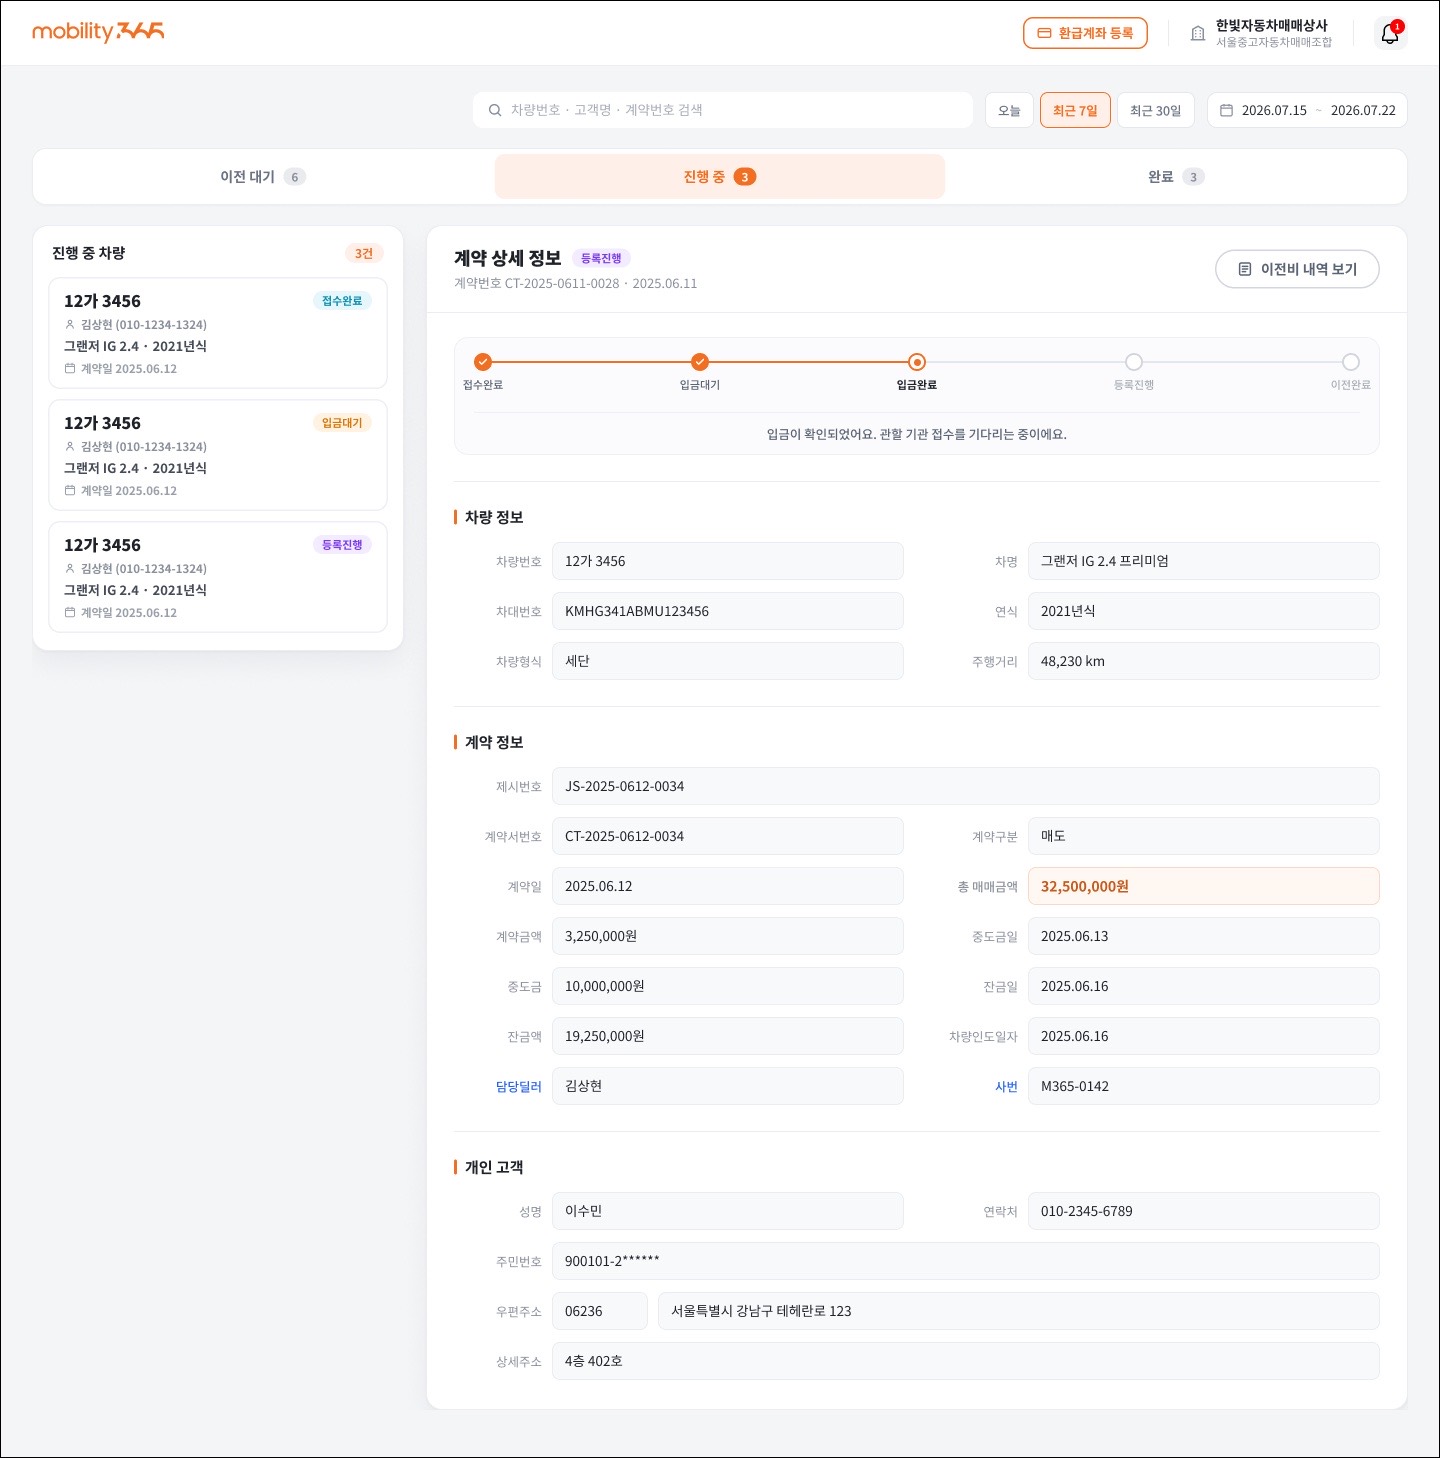 mobility 365
환급계좌 등록
한빛자동차매매상사
서울중고자동차매매조합
1
차량번호 · 고객명 · 계약번호 검색
오늘
최근 7일
최근 30일
2026.07.15 ~ 2026.07.22
이전 대기 6
진행 중 3
완료 3
진행 중 차량 3건
12가 3456 접수완료
김상현 (010-1234-1324)
그랜저 IG 2.4 · 2021년식
계약일 2025.06.12
12가 3456 입금대기
김상현 (010-1234-1324)
그랜저 IG 2.4 · 2021년식
계약일 2025.06.12
12가 3456 등록진행
김상현 (010-1234-1324)
그랜저 IG 2.4 · 2021년식
계약일 2025.06.12
계약 상세 정보 등록진행
계약번호 CT-2025-0611-0028 · 2025.06.11
이전비 내역 보기
접수완료 입금대기 입금완료 등록진행 이전완료
입금이 확인되었어요. 관할 기관 접수를 기다리는 중이에요.
차량 정보
차량번호 12가 3456 차명 그랜저 IG 2.4 프리미엄
차대번호 KMHG341ABMU123456 연식 2021년식
차량형식 세단 주행거리 48,230 km
계약 정보
제시번호 JS-2025-0612-0034
계약서번호 CT-2025-0612-0034 계약구분 매도
계약일 2025.06.12 총 매매금액 32,500,000원
계약금액 3,250,000원 중도금일 2025.06.13
중도금 10,000,000원 잔금일 2025.06.16
잔금액 19,250,000원 차량인도일자 2025.06.16
담당딜러 김상현 사번 M365-0142
개인 고객
성명 이수민 연락처 010-2345-6789
주민번호 900101-2******
우편주소 06236 서울특별시 강남구 테헤란로 123
상세주소 4층 402호